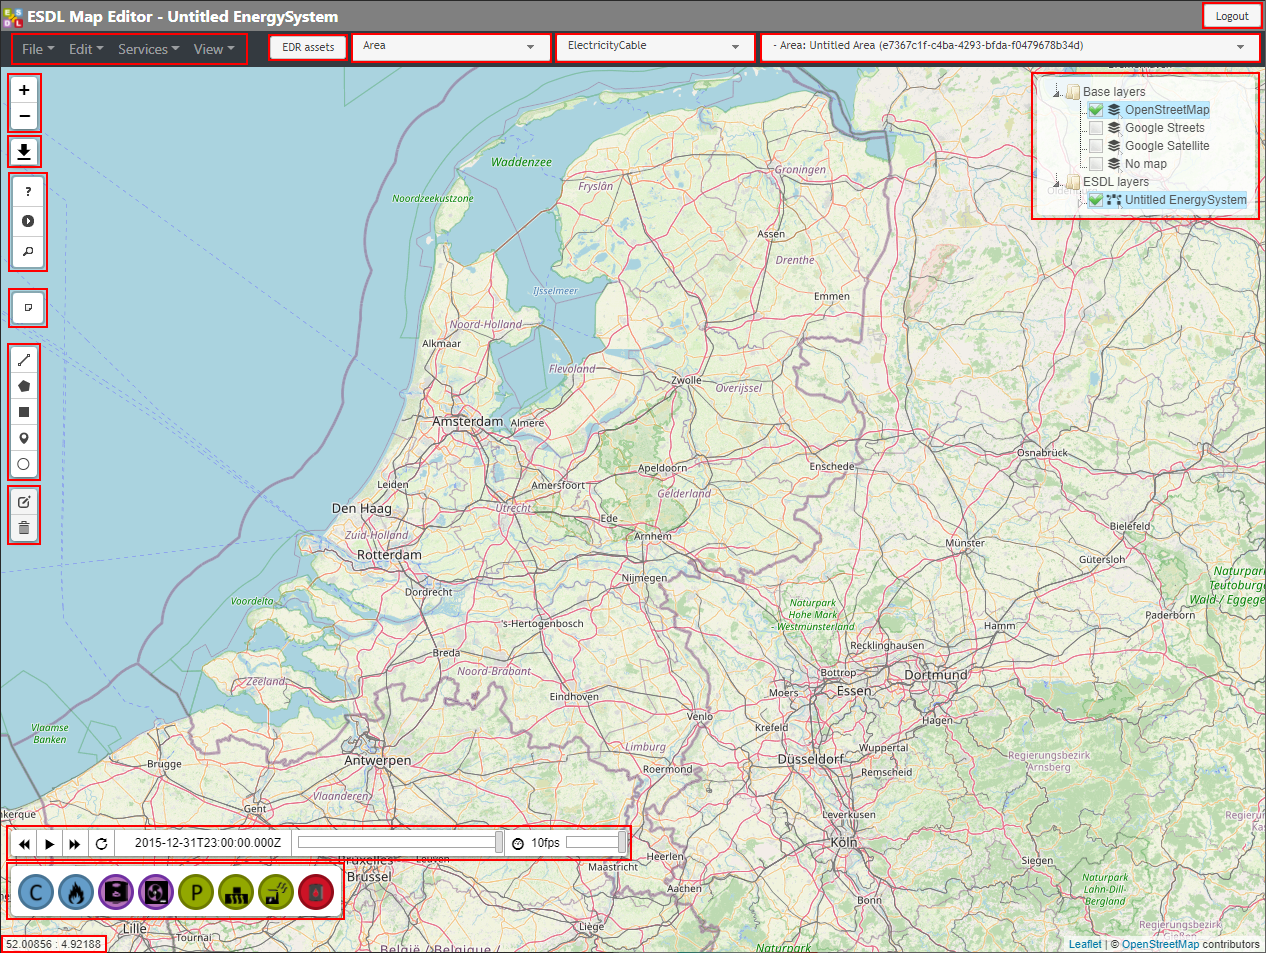 ESDL Map Editor - Untitled EnergySystem
Logout
File Edit Services View
EDR assets
Area
ElectricityCable
- Area: Untitled Area (e7367c1f-c4ba-4293-bfda-f0479678b34d)
Base layers
OpenStreetMap
Google Streets
Google Satellite
No map
ESDL layers
Untitled EnergySystem
+
−
?
Waddenzee
Groningen
Fryslân
Noordzeekustzone
Assen
Drenthe
IJsselmeer
Emmen
Noord-Holland
Alkmaar
Flevoland
Zwolle
Overijssel
Amsterdam
Almere
Osnabrück
Apeldoorn
Enschede
Leiden
Amersfoort
Gelderland
Den Haag
Utrecht
Ede
Bielefeld
Zuid-Holland
Arnhem
Münster
Rotterdam
Gütersloh
Nijmegen
Naturpark
Teutoburge
Wald-/ Eggege
Dordrecht
Voordelta
Naturpark
Hohe Mark
- Westmünsterland
Paderborn
's-Hertogenbosch
Hamm
Recklinghausen
Breda
Noord-Brabant
Bottrop
Dortmund
Zeeland
Eindhoven
Moers
Essen
Venlo
Hagen
Vlaamse
Banken
Krefeld
Limburg
Wuppertal
Regierungsbezirk
Arnsberg
Brugge
Antwerpen
Düsseldorf
Roermond
Remscheid
Vlaanderen
Gent
nkerque
Leverkusen
Regierungsb
Hess
2015-12-31T23:00:00.000Z
10fps
Köln
Heerlen
Siegen
Bruxelles
Leuven
Brussel
Maastricht
Aachen
Naturpark
Lahn-Dill-
Bergland
C
P
Bonn
Lille
Tournai
Liège
Regierungsbezirk
Gießen
52.00856 : 4.92188
België / Belgique /
Naturpark
Leaflet | © OpenStreetMap contributors